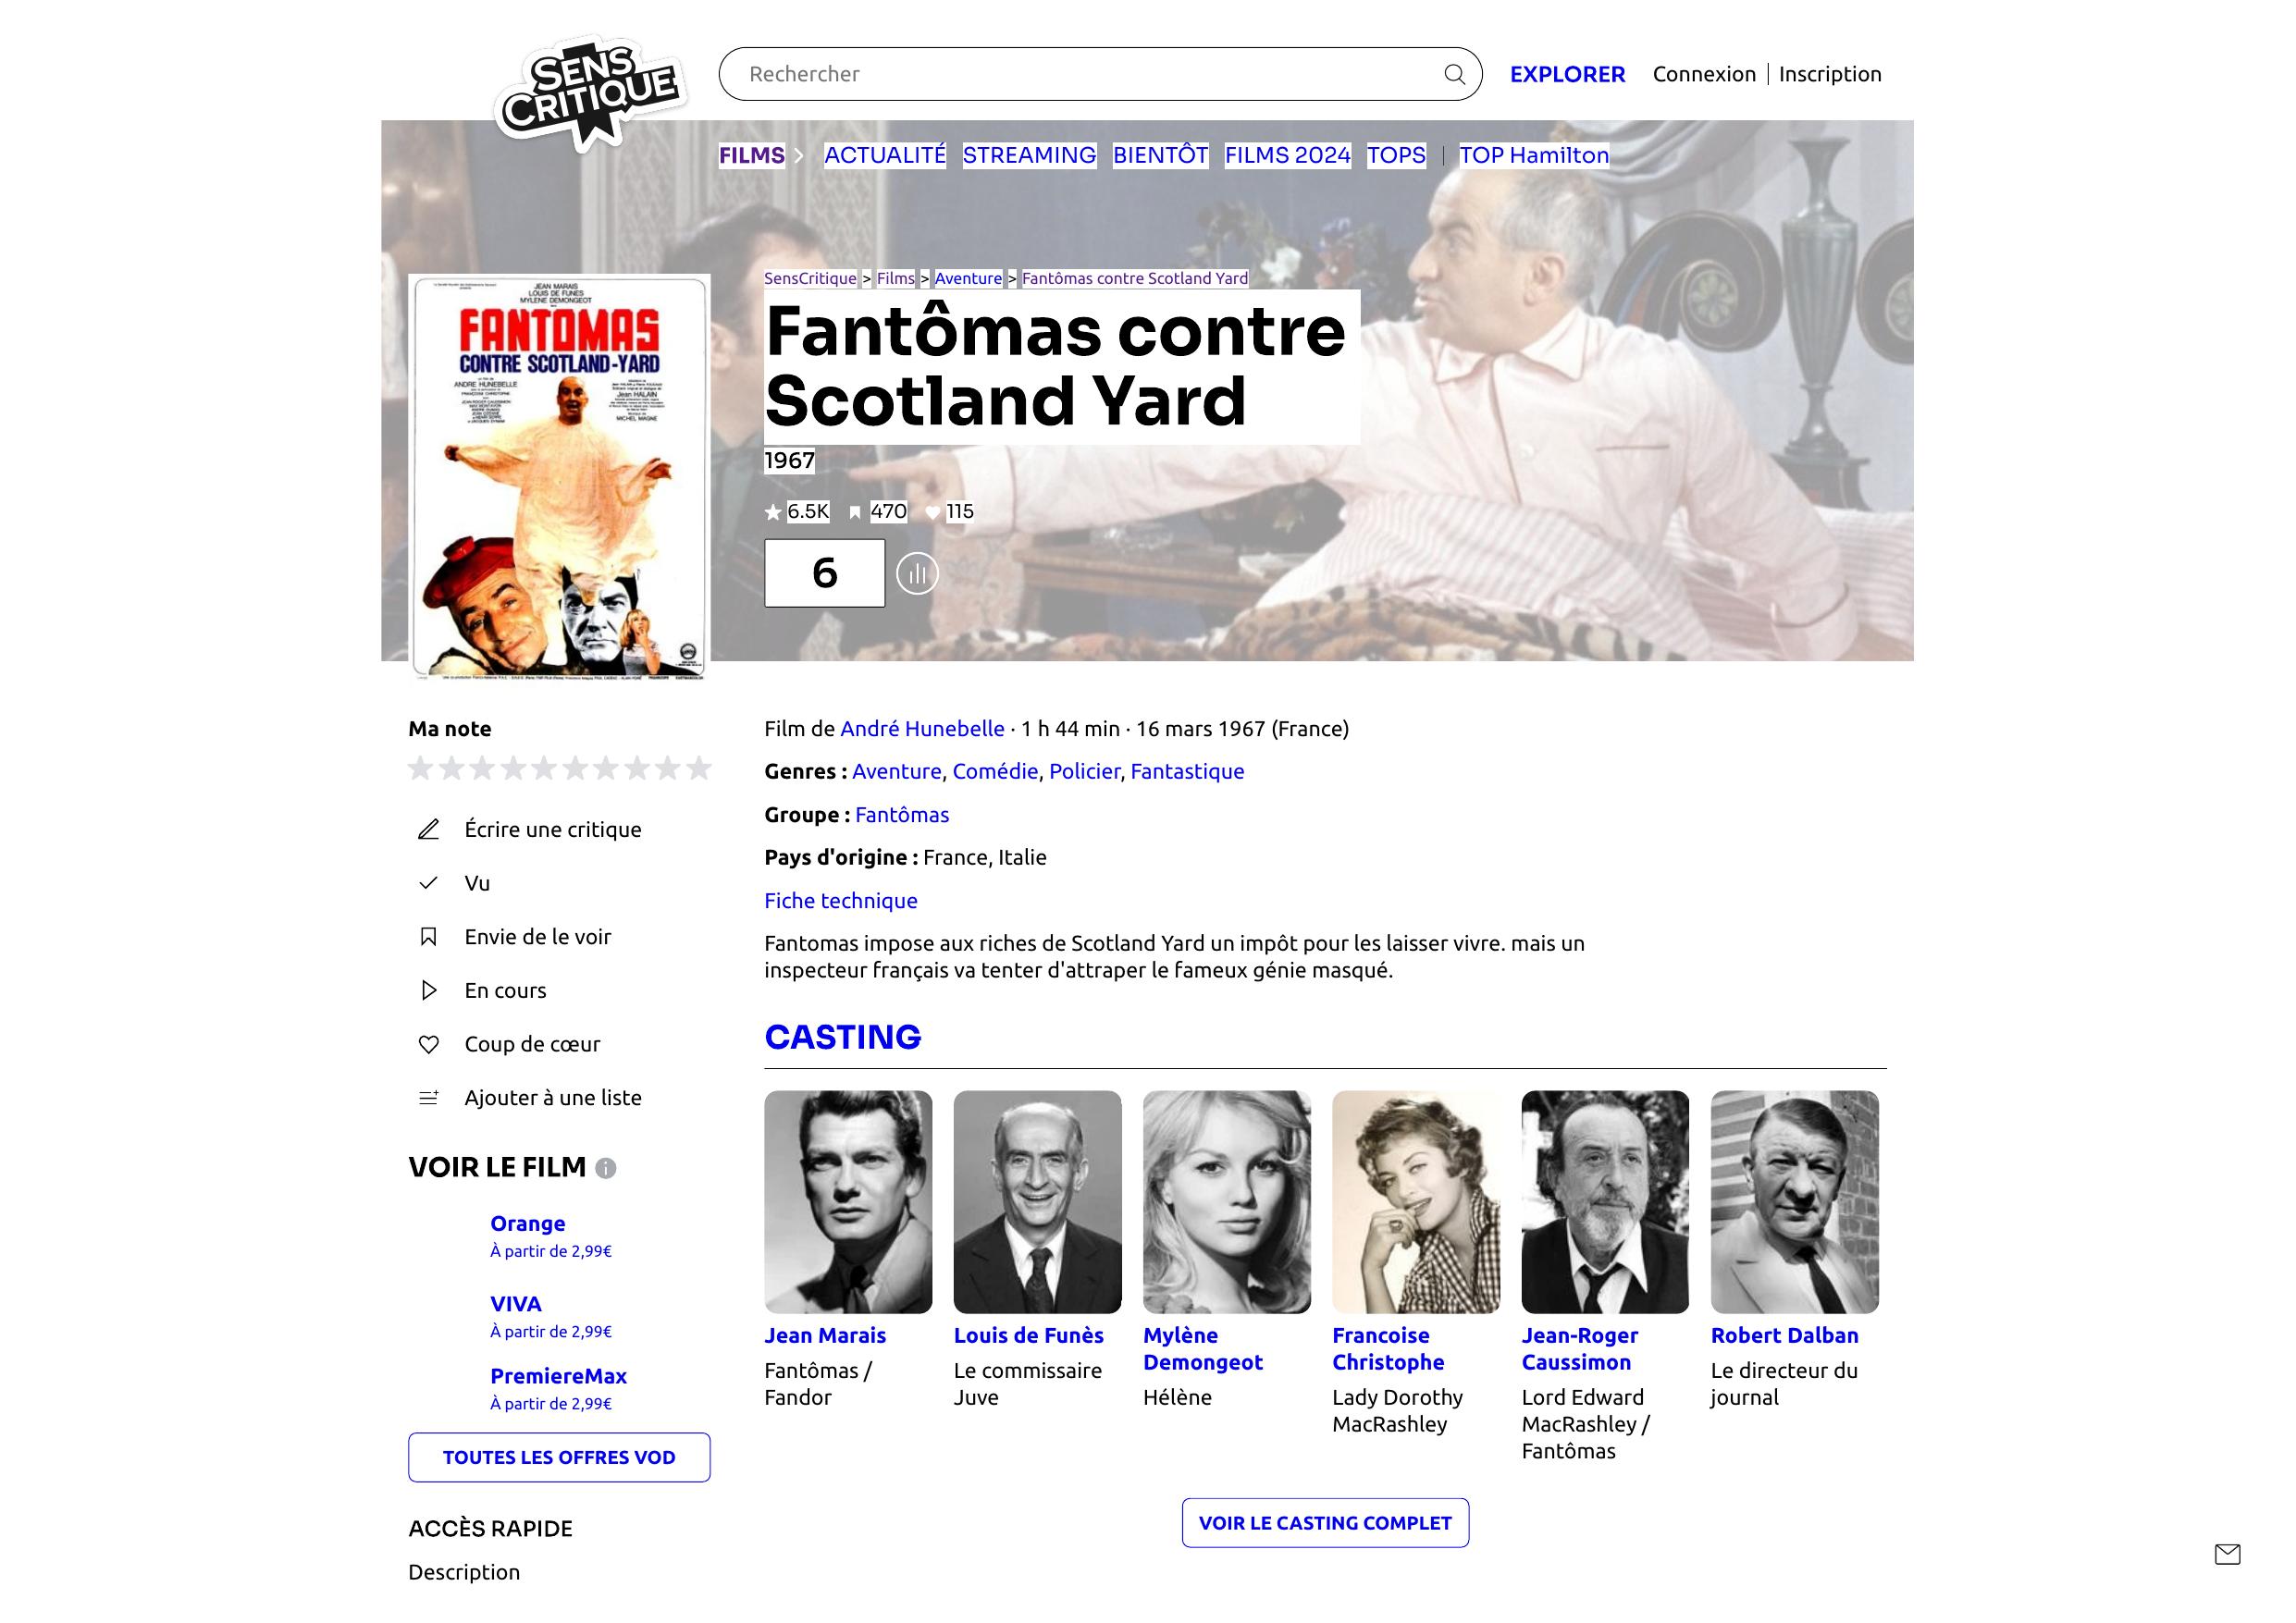 SENS
CRITIQUE
Rechercher
EXPLORER
Connexion | Inscription
FILMS
ACTUALITÉ
STREAMING
BIENTÔT
FILMS 2024
TOPS
TOP Hamilton
SensCritique > Films > Aventure > Fantômas contre Scotland Yard
Fantômas contre
Scotland Yard
1967
6.5K
470
115
6
JEAN MARAIS
LOUIS DE FUNES
MYLENE DEMONGEOT
FANTOMAS
CONTRE SCOTLAND-YARD
ANDRE HUNEBELLE
Jean HALAIN
MICHEL MAGNE
Ma note
Écrire une critique
Vu
Envie de le voir
En cours
Coup de cœur
Ajouter à une liste
VOIR LE FILM
Orange
À partir de 2,99€
VIVA
À partir de 2,99€
PremiereMax
À partir de 2,99€
TOUTES LES OFFRES VOD
ACCÈS RAPIDE
Description
Film de André Hunebelle · 1 h 44 min · 16 mars 1967 (France)
Genres : Aventure, Comédie, Policier, Fantastique
Groupe : Fantômas
Pays d'origine : France, Italie
Fiche technique
Fantomas impose aux riches de Scotland Yard un impôt pour les laisser vivre. mais un
inspecteur français va tenter d'attraper le fameux génie masqué.
CASTING
Jean Marais
Fantômas /
Fandor
Louis de Funès
Le commissaire
Juve
Mylène
Demongeot
Hélène
Francoise
Christophe
Lady Dorothy
MacRashley
Jean-Roger
Caussimon
Lord Edward
MacRashley /
Fantômas
Robert Dalban
Le directeur du
journal
VOIR LE CASTING COMPLET